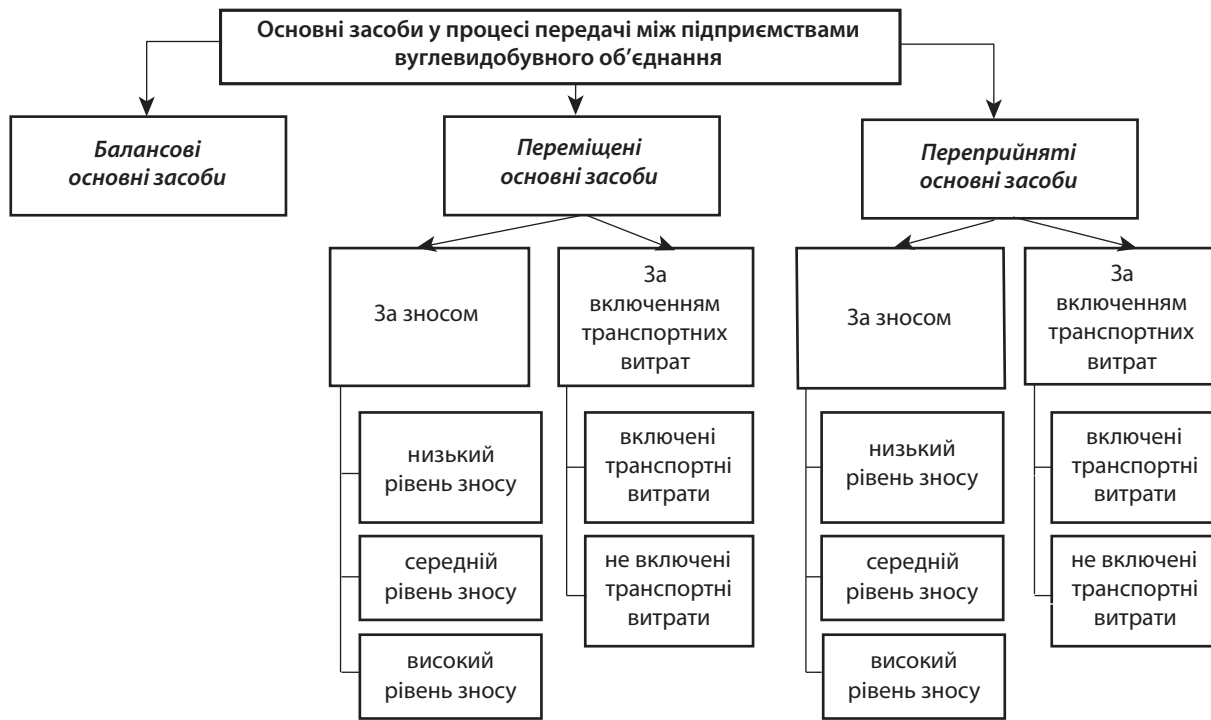 Основні засоби у процесі передачі між підприємствами
вуглевидобувного об’єднання
Балансові
основні засоби
Переміщені
основні засоби
Переприйняті
основні засоби
За зносом
За
включенням
транспортних
витрат
За зносом
За
включенням
транспортних
витрат
низький
рівень зносу
включені
транспортні
витрати
низький
рівень зносу
включені
транспортні
витрати
середній
рівень зносу
не включені
транспортні
витрати
середній
рівень зносу
не включені
транспортні
витрати
високий
рівень зносу
високий
рівень зносу